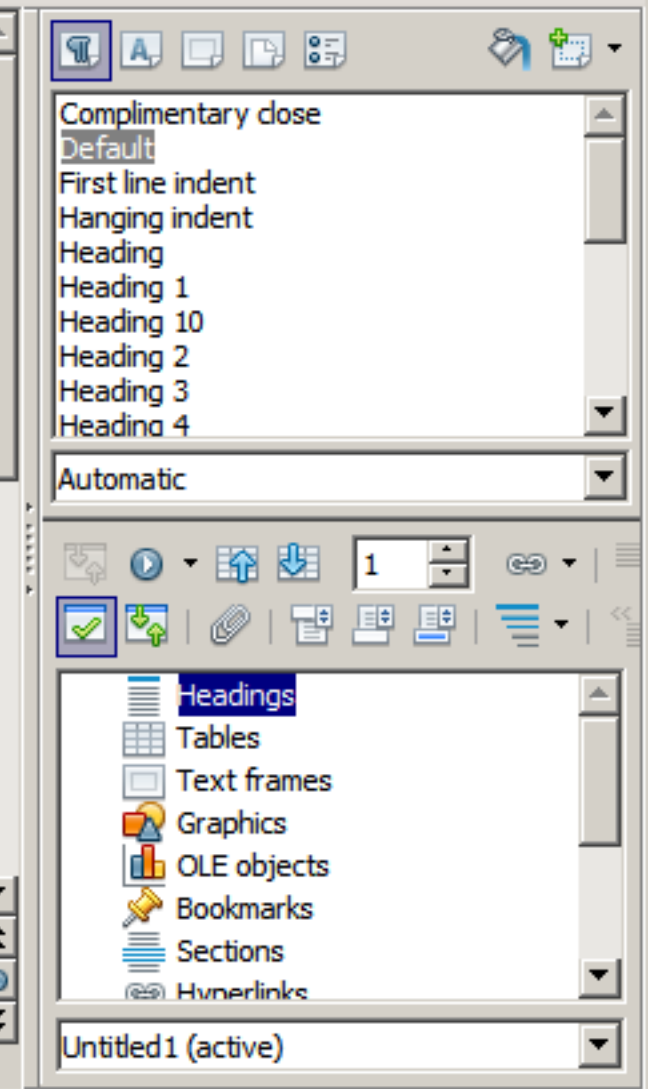 Complimentary close
Default
First line indent
Hanging indent
Heading
Heading 1
Heading 10
Heading 2
Heading 3
Heading 4
Automatic
1
Headings
Tables
Text frames
Graphics
OLE objects
Bookmarks
Sections
Hyperlinks
Untitled1 (active)